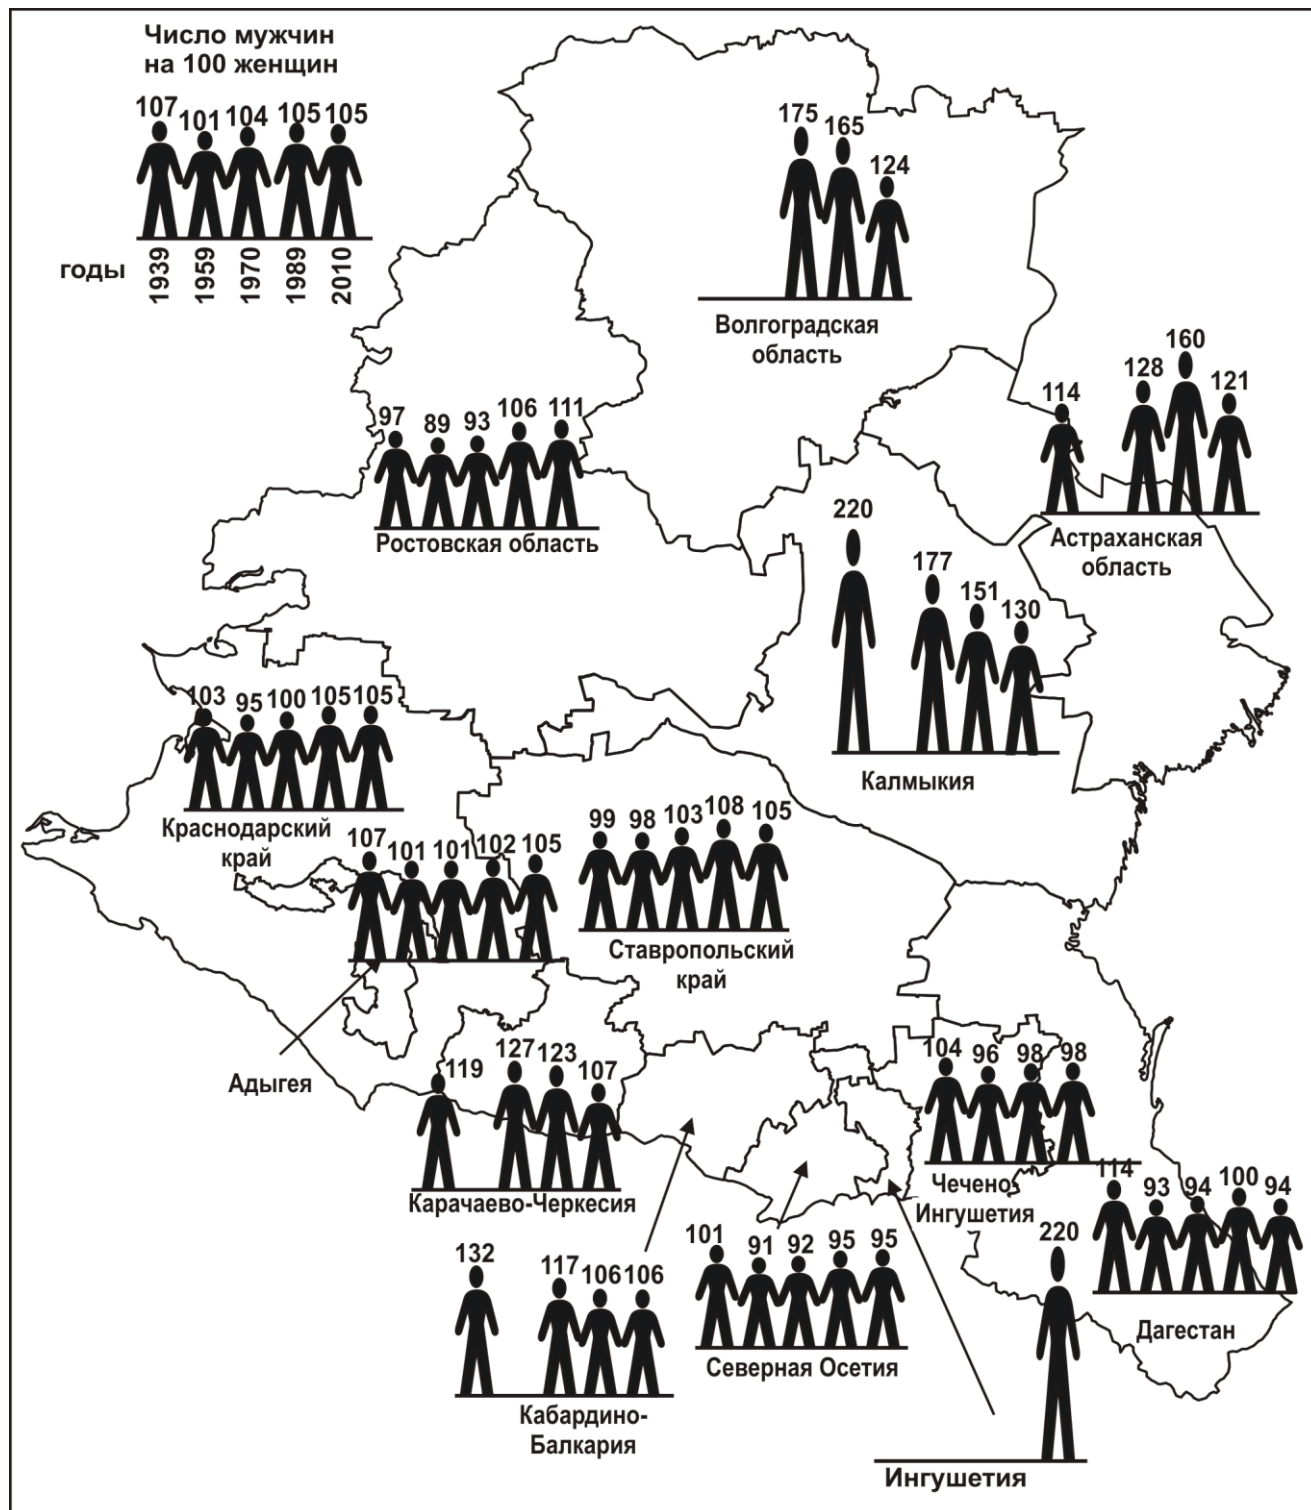 Число мужчин
на 100 женщин
107 101 104 105 105
годы
1939 1959 1970 1989 2010
175 165 124
Волгоградская
область
114 128 160 121
Астраханская
область
97 89 93 106 111
Ростовская область
220 177 151 130
Калмыкия
103 95 100 105 105
Краснодарский
край
107 101 101 102 105
Адыгея
99 98 103 108 105
Ставропольский
край
119 127 123 107
Карачаево-Черкесия
104 96 98 98
Чечено-
Ингушетия
114 93 94 100 94
Дагестан
132 117 106 106
Кабардино-
Балкария
101 91 92 95 95
Северная Осетия
220
Ингушетия